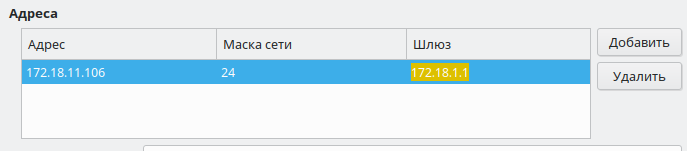 Адреса
Адрес Маска сети Шлюз Добавить
172.18.11.106 24 172.18.1.1 Удалить